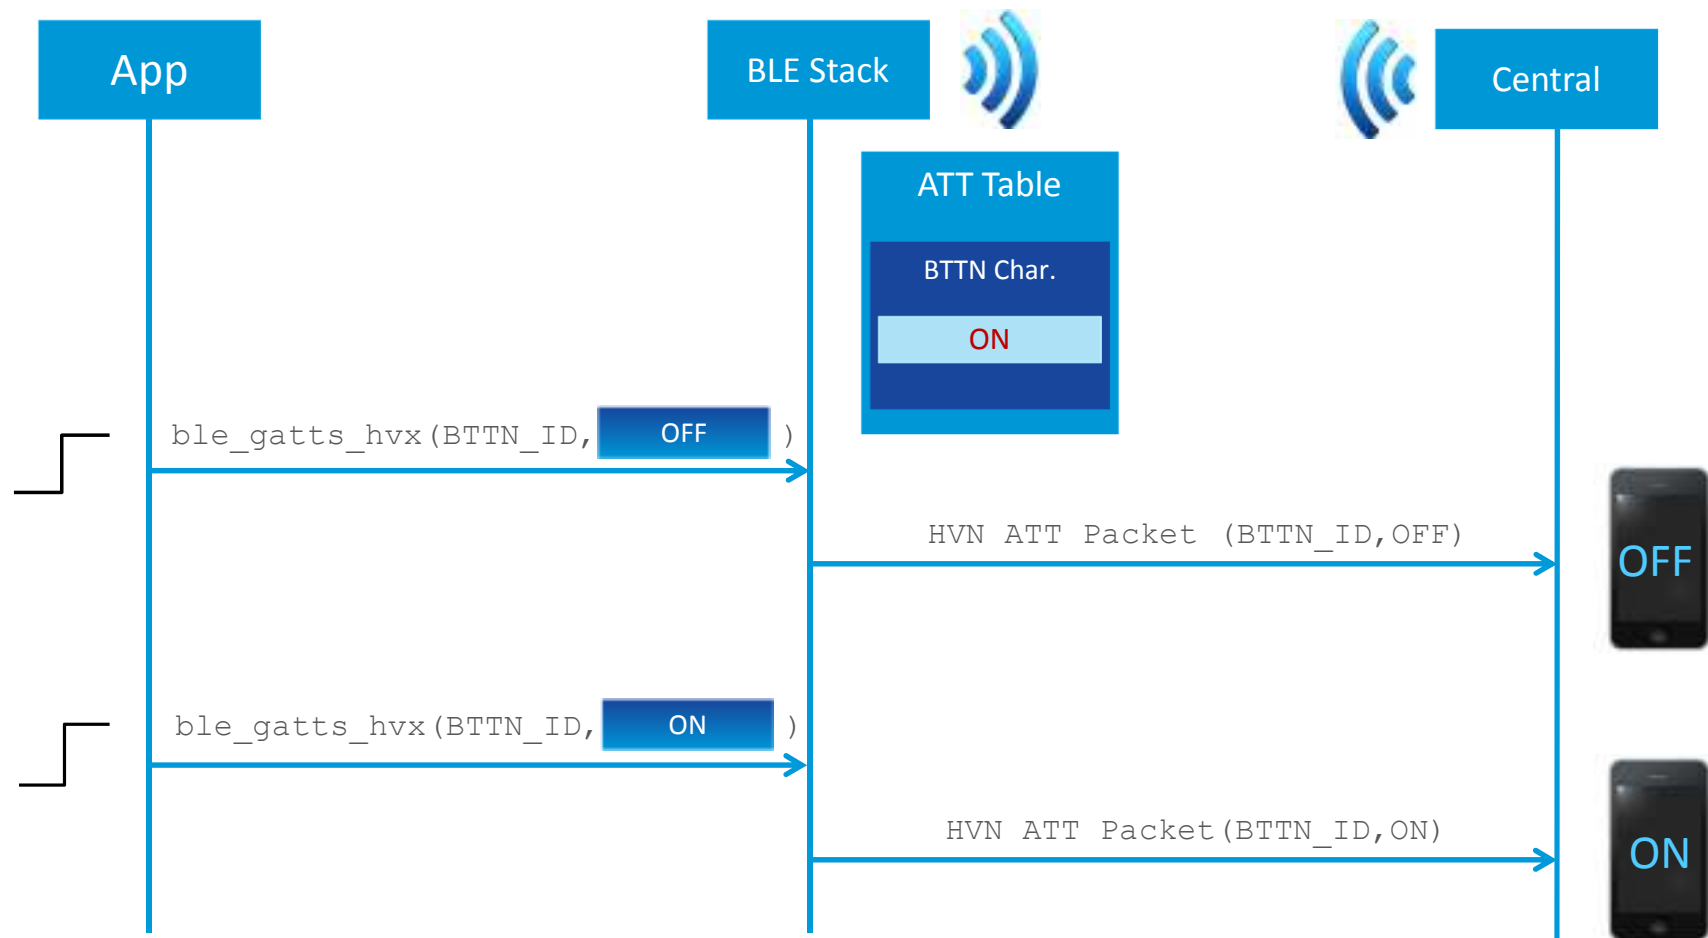 App
BLE Stack
Central
ATT Table
BTTN Char.
ON
ble_gatts_hvx(BTTN_ID, OFF )
HVN ATT Packet (BTTN_ID,OFF)
OFF
ble_gatts_hvx(BTTN_ID, ON )
HVN ATT Packet(BTTN_ID,ON)
ON